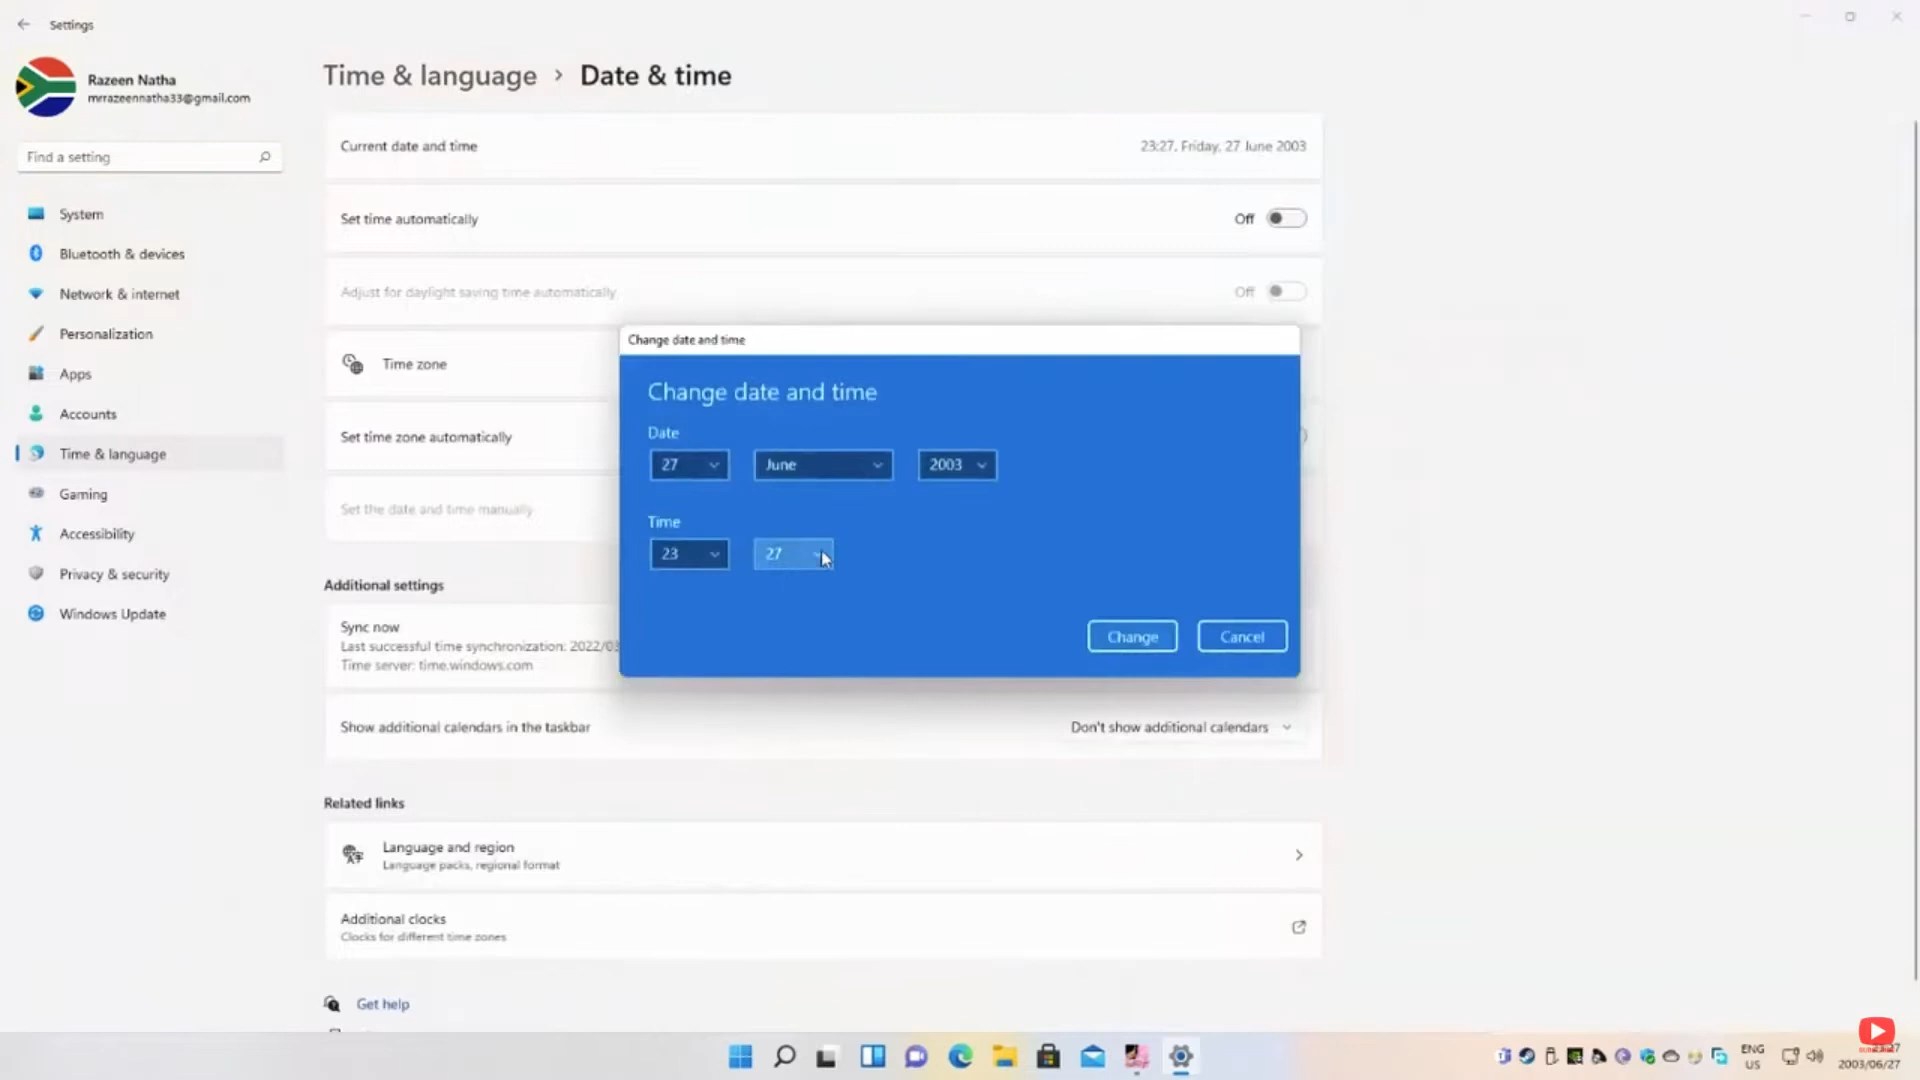 Settings
Razeen Natha
mrrazeennatha33@gmail.com
Find a setting
System
Bluetooth & devices
Network & internet
Personalization
Apps
Accounts
Time & language
Gaming
Accessibility
Privacy & security
Windows Update
Time & language > Date & time
Current date and time
23:27, Friday, 27 June 2003
Set time automatically
Off
Adjust for daylight saving time automatically
Off
Time zone
Set time zone automatically
Set the date and time manually
Change date and time
Change date and time
Date
27 June 2003
Time
23 27
Change Cancel
Additional settings
Sync now
Last successful time synchronization: 2022/03
Time server: time.windows.com
Show additional calendars in the taskbar
Don't show additional calendars
Related links
Language and region
Language packs, regional format
Additional clocks
Clocks for different time zones
Get help
ENG
US
2003/06/27